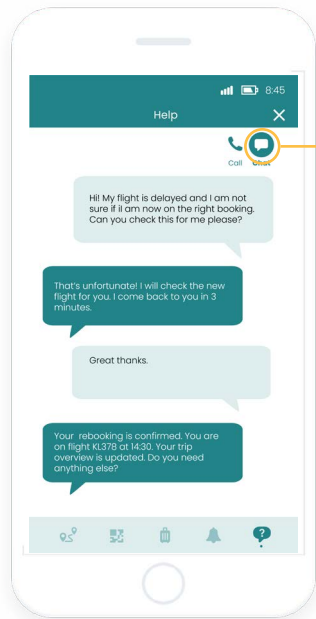 8:45
Help
Call Chat
Hi! My flight is delayed and I am not
sure if il am now on the right booking.
Can you check this for me please?
That's unfortunate! I will check the new
flight for you. I come back to you in 3
minutes.
Great thanks.
Your rebooking is confirmed. You are
on flight KL378 at 14:30. Your trip
overview is updated. Do you need
anything else?
?